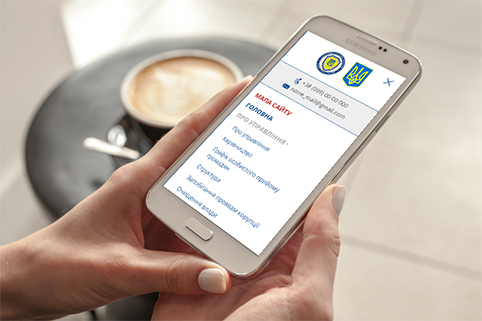 SAMSUNG
+38 (099) 00 00 000
name_mail@gmail.com
МАПА САЙТУ
ГОЛОВНА
ПРО УПРАВЛІННЯ -
Про управління
Керівництво
Графік особистого прийому
громадян
Структура
Запобігання проявам корупції
Очищення влади